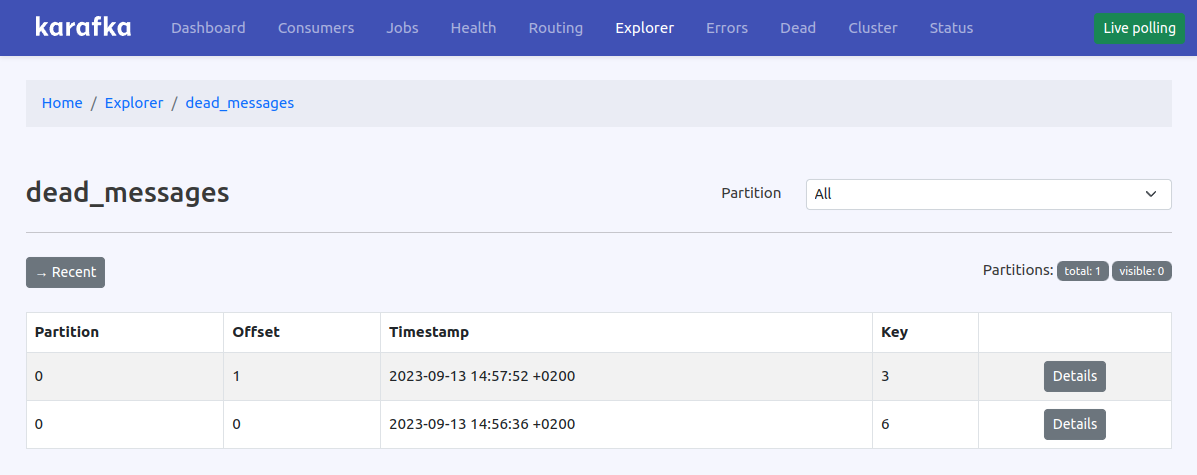 karafka Dashboard Consumers Jobs Health Routing Explorer Errors Dead Cluster Status Live polling
Home / Explorer / dead_messages
dead_messages Partition All
→ Recent Partitions: total: 1 visible: 0
Partition Offset Timestamp Key
0 1 2023-09-13 14:57:52 +0200 3 Details
0 0 2023-09-13 14:56:36 +0200 6 Details